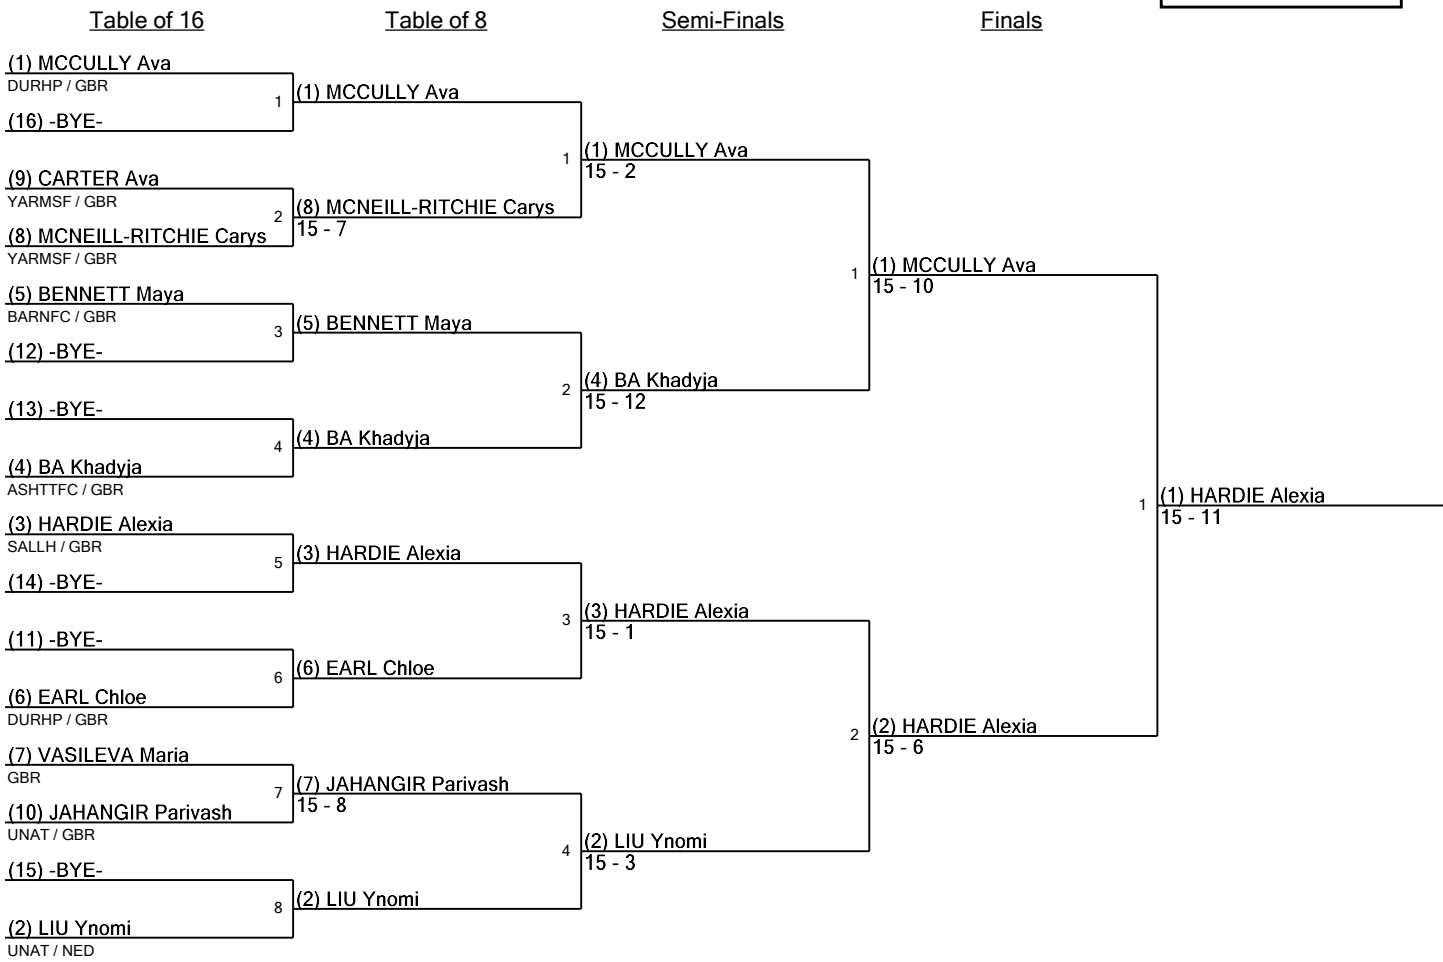 Table of 16
Table of 8
Semi-Finals
Finals
(1) MCCULLY Ava
DURHP / GBR
1
(16) -BYE-
(9) CARTER Ava
YARMSF / GBR
2
(8) MCNEILL-RITCHIE Carys
YARMSF / GBR
(5) BENNETT Maya
BARNFC / GBR
3
(12) -BYE-
(13) -BYE-
4
(4) BA Khadyja
ASHTTFC / GBR
(3) HARDIE Alexia
SALLH / GBR
5
(14) -BYE-
(11) -BYE-
6
(6) EARL Chloe
DURHP / GBR
(7) VASILEVA Maria
GBR
7
(10) JAHANGIR Parivash
UNAT / GBR
(15) -BYE-
8
(2) LIU Ynomi
UNAT / NED
(1) MCCULLY Ava
1
(8) MCNEILL-RITCHIE Carys
15 - 7
(5) BENNETT Maya
2
(4) BA Khadyja
(3) HARDIE Alexia
3
(6) EARL Chloe
(7) JAHANGIR Parivash
15 - 8
4
(2) LIU Ynomi
(1) MCCULLY Ava
15 - 2
1
(4) BA Khadyja
15 - 12
(3) HARDIE Alexia
15 - 1
2
(2) LIU Ynomi
15 - 3
(1) MCCULLY Ava
15 - 10
1
(2) HARDIE Alexia
15 - 6
(1) HARDIE Alexia
15 - 11